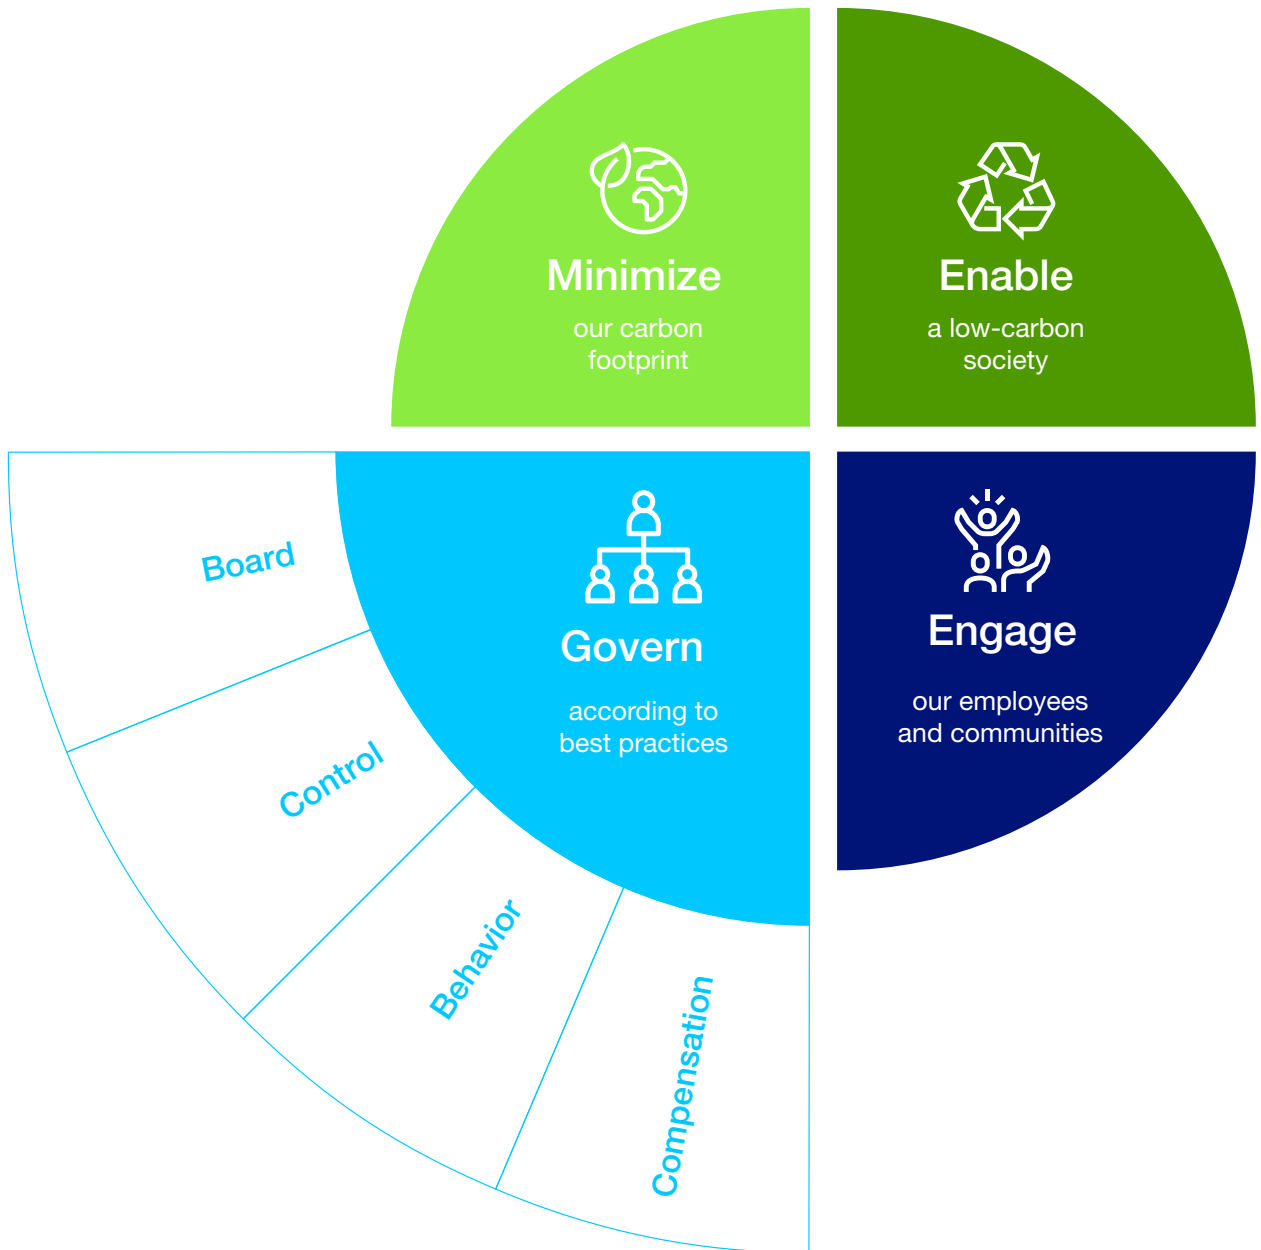 Minimize
our carbon
footprint
Enable
a low-carbon
society
Govern
according to
best practices
Engage
our employees
and communities
Board
Control
Behavior
Compensation